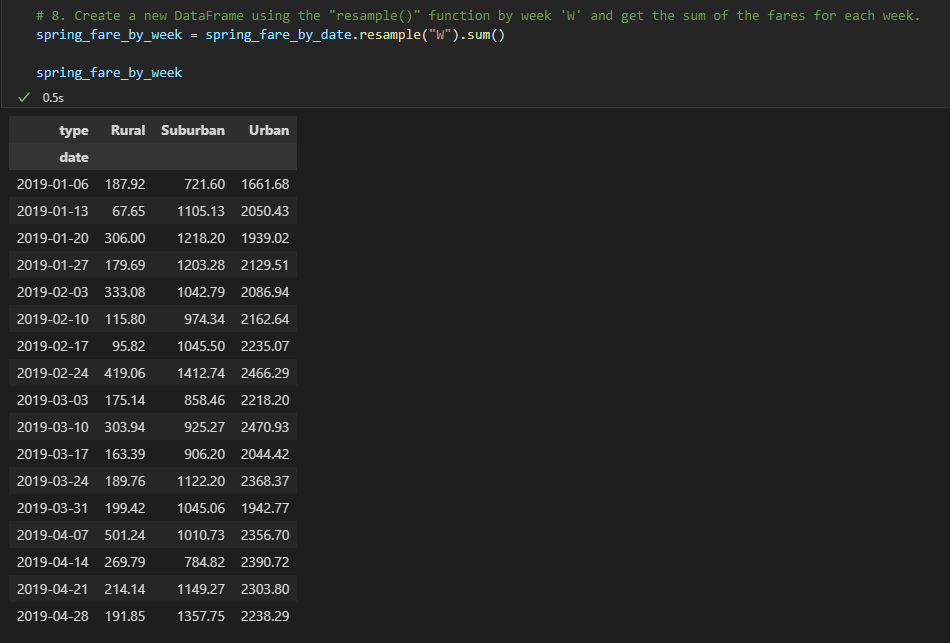 # 8. Create a new DataFrame using the "resample()" function by week 'W' and get the sum of the fares for each week.
spring_fare_by_week = spring_fare_by_date.resample("W").sum()
spring_fare_by_week
0.5s
type Rural Suburban Urban
date
2019-01-06 187.92 721.60 1661.68
2019-01-13 67.65 1105.13 2050.43
2019-01-20 306.00 1218.20 1939.02
2019-01-27 179.69 1203.28 2129.51
2019-02-03 333.08 1042.79 2086.94
2019-02-10 115.80 974.34 2162.64
2019-02-17 95.82 1045.50 2235.07
2019-02-24 419.06 1412.74 2466.29
2019-03-03 175.14 858.46 2218.20
2019-03-10 303.94 925.27 2470.93
2019-03-17 163.39 906.20 2044.42
2019-03-24 189.76 1122.20 2368.37
2019-03-31 199.42 1045.06 1942.77
2019-04-07 501.24 1010.73 2356.70
2019-04-14 269.79 784.82 2390.72
2019-04-21 214.14 1149.27 2303.80
2019-04-28 191.85 1357.75 2238.29